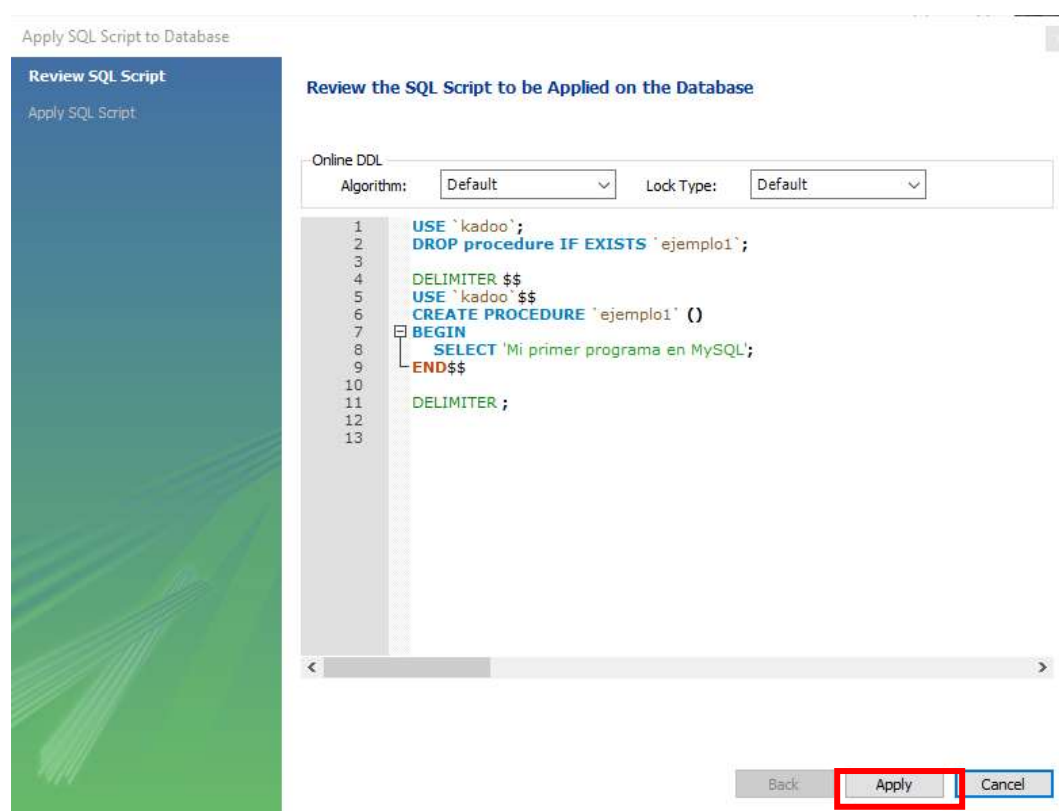 Apply SQL Script to Database
Review SQL Script
Apply SQL Script
Review the SQL Script to be Applied on the Database
Online DDL
Algorithm: Default Lock Type: Default
1 USE `kadoo`;
2 DROP procedure IF EXISTS `ejemplo1`;
3
4 DELIMITER $$
5 USE `kadoo`$$
6 CREATE PROCEDURE `ejemplo1` ()
7 BEGIN
8 SELECT 'Mi primer programa en MySQL';
9 END$$
10
11 DELIMITER ;
12
13
Back Apply Cancel